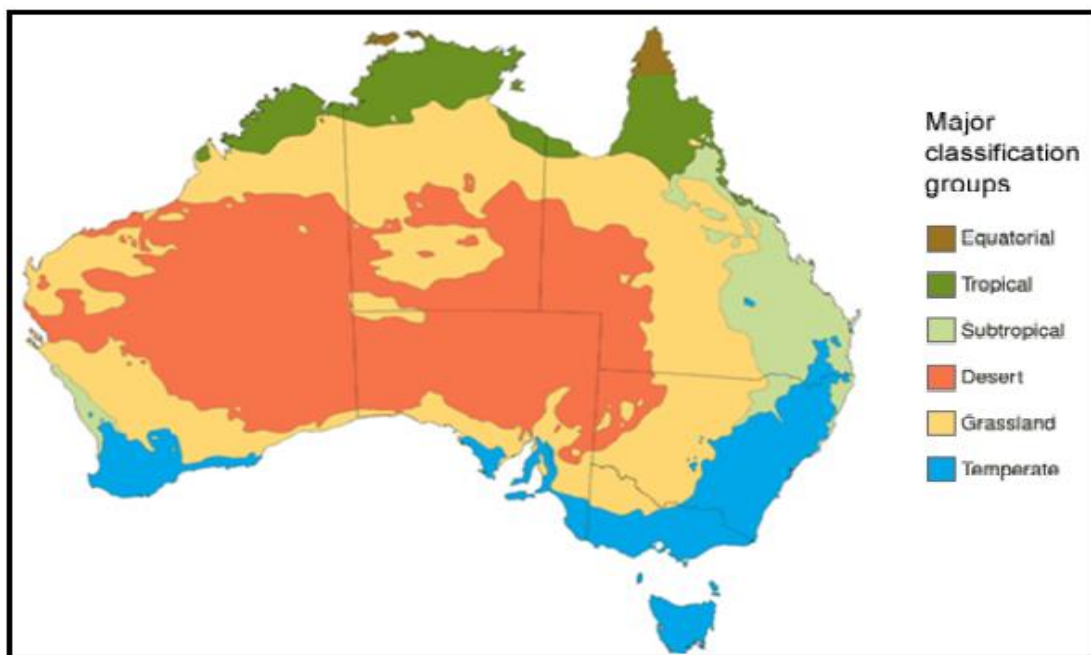 Major
classification
groups
Equatorial
Tropical
Subtropical
Desert
Grassland
Temperate